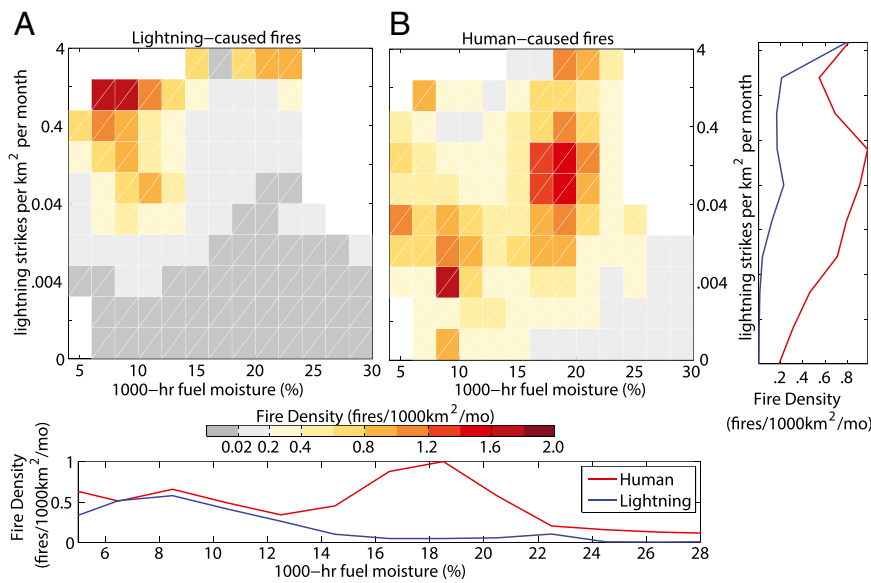 A
B
Lightning−caused fires
Human−caused fires
lightning strikes per km2 per month
4
0.4
0.04
.004
0
5 10 15 20 25 30
1000−hr fuel moisture (%)
4
0.4
0.04
.004
0
5 10 15 20 25 30
1000−hr fuel moisture (%)
lightning strikes per km2 per month
.2 .4 .6 .8
Fire Density
(fires/1000km2/mo)
Fire Density (fires/1000km2/mo)
0.02 0.2 0.4 0.8 1.2 1.6 2.0
Fire Density
(fires/1000km2/mo)
1
0.5
0
Human
Lightning
6 8 10 12 14 16 18 20 22 24 26 28
1000−hr fuel moisture (%)